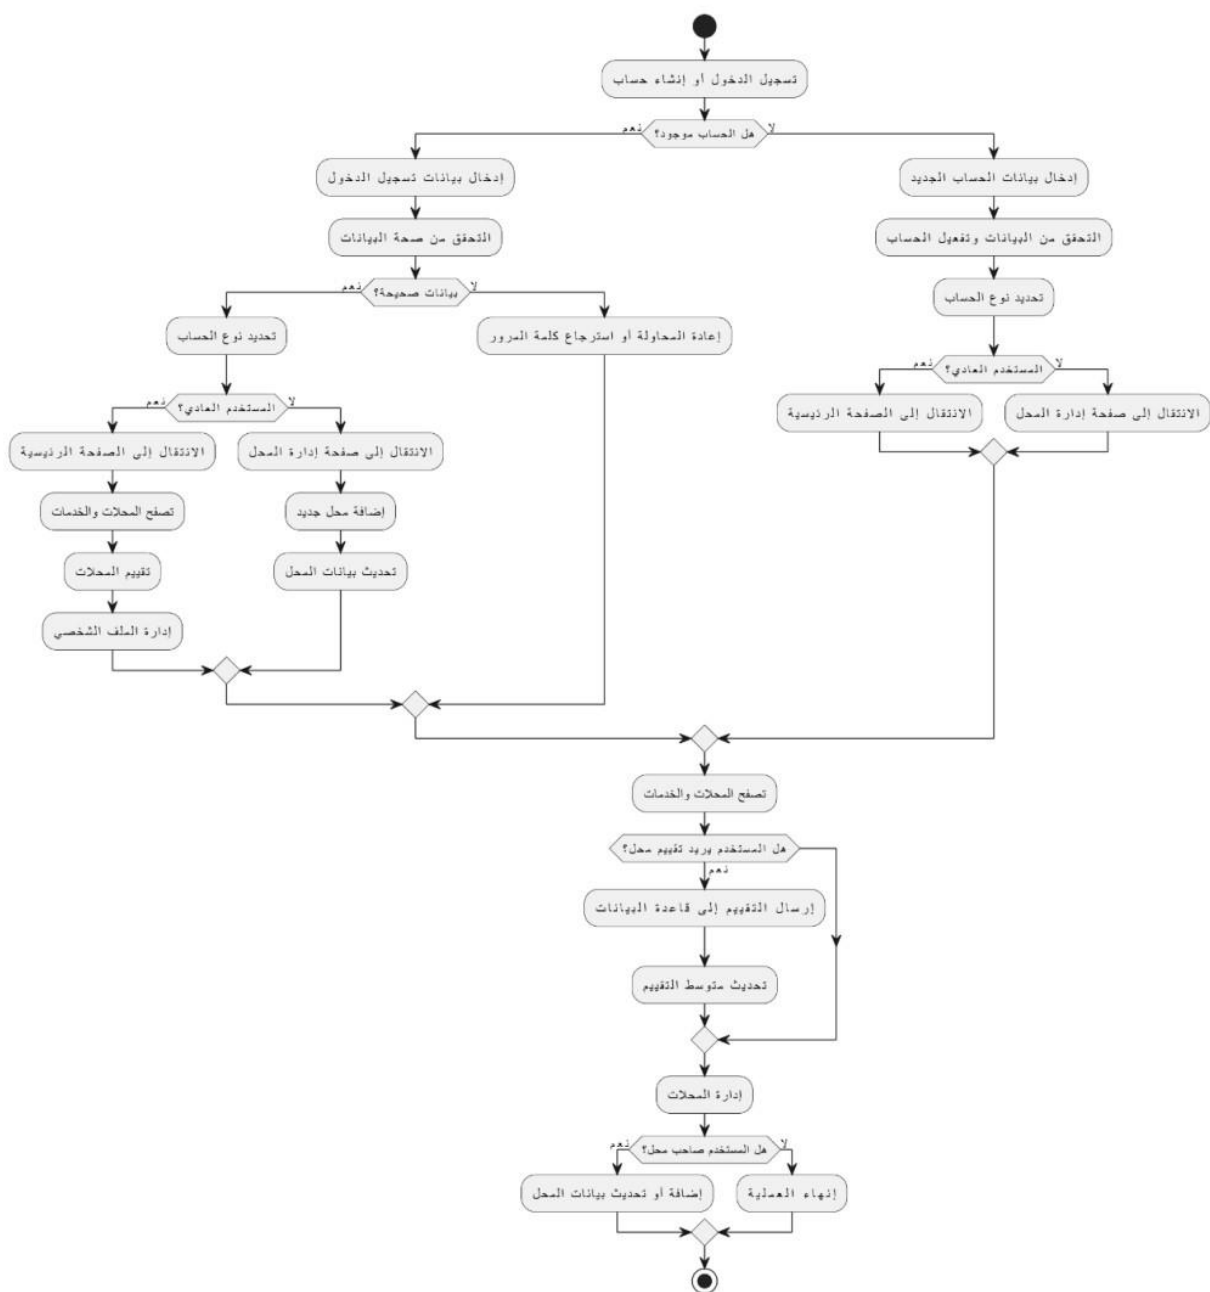 تسجيل الدخول أو إنشاء حساب
هل الحساب موجود؟
لا
نعم
إدخال بيانات الحساب الجديد
إدخال بيانات تسجيل الدخول
التحقق من البيانات وتفعيل الحساب
التحقق من صحة البيانات
تحديد نوع الحساب
لا
بيانات صحيحة؟
نعم
إعادة المحاولة أو استرجاع كلمة المرور
تحديد نوع الحساب
لا
المستخدم العادي؟
نعم
الانتقال إلى صفحة إدارة المحل
الانتقال إلى الصفحة الرئيسية
لا
المستخدم العادي؟
نعم
الانتقال إلى صفحة إدارة المحل
الانتقال إلى الصفحة الرئيسية
إضافة محل جديد
تصفح المحلات والخدمات
تحديث بيانات المحل
تقييم المحلات
إدارة الملف الشخصي
تصفح المحلات والخدمات
هل المستخدم يريد تقييم محل؟
نعم
إرسال التقييم إلى قاعدة البيانات
تحديث متوسط التقييم
إدارة المحلات
لا
هل المستخدم صاحب محل؟
نعم
إنهاء العملية
إضافة أو تحديث بيانات المحل